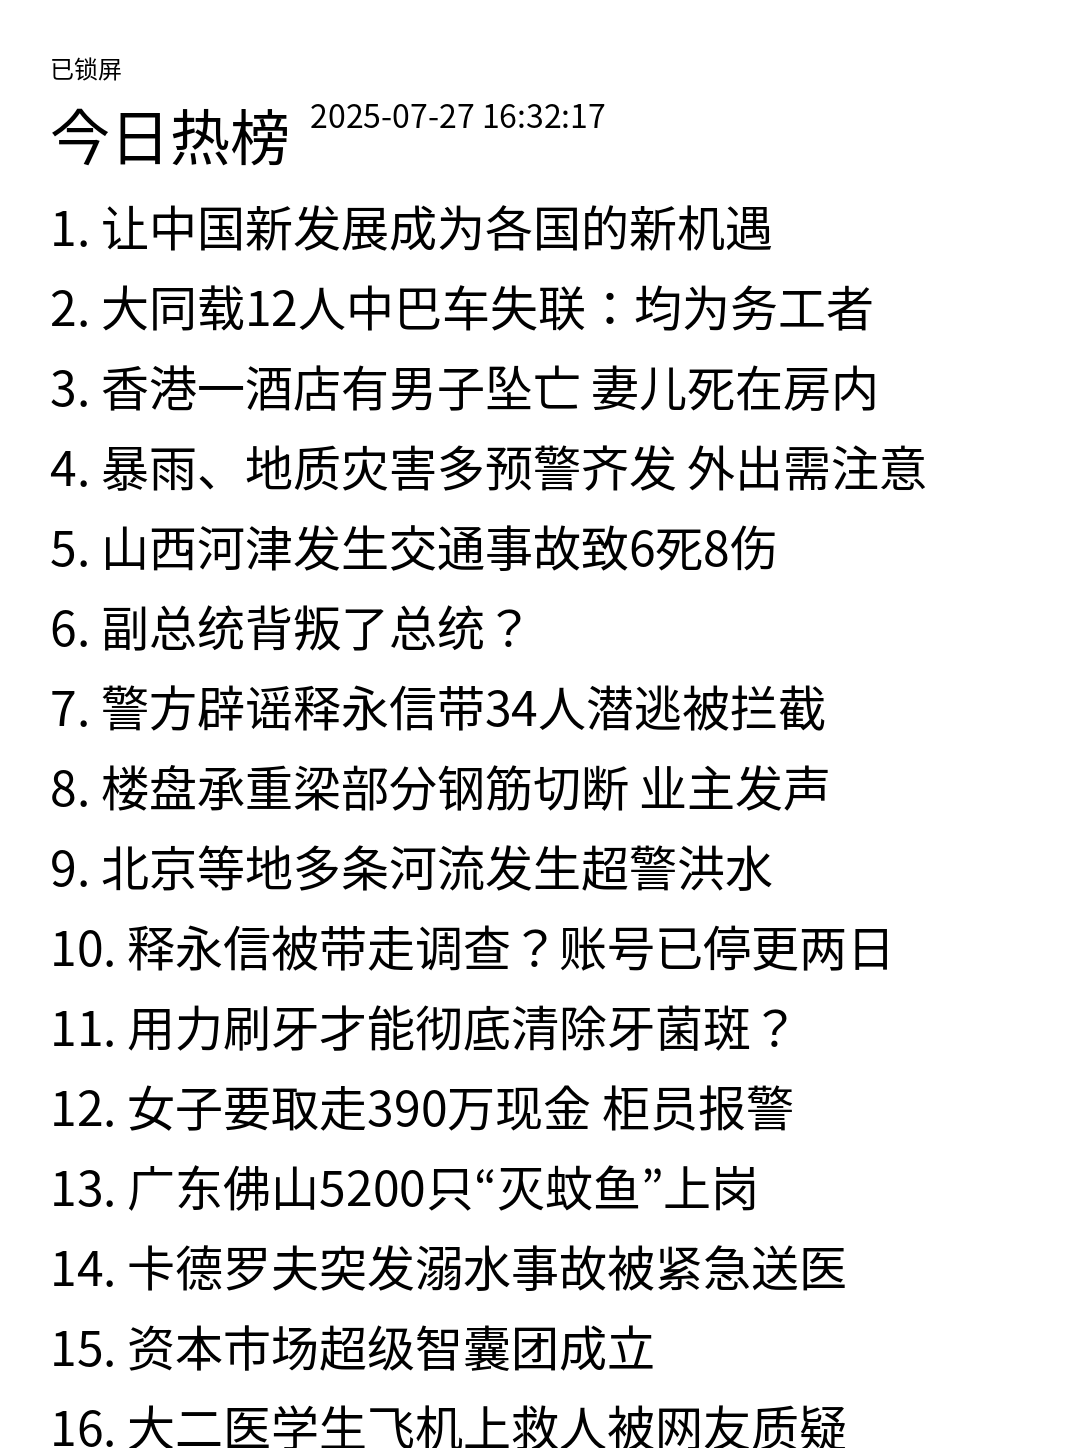 已锁屏
今日热榜 2025-07-27 16:32:17
1. 让中国新发展成为各国的新机遇
2. 大同载12人中巴车失联：均为务工者
3. 香港一酒店有男子坠亡 妻儿死在房内
4. 暴雨、地质灾害多预警齐发 外出需注意
5. 山西河津发生交通事故致6死8伤
6. 副总统背叛了总统？
7. 警方辟谣释永信带34人潜逃被拦截
8. 楼盘承重梁部分钢筋切断 业主发声
9. 北京等地多条河流发生超警洪水
10. 释永信被带走调查？账号已停更两日
11. 用力刷牙才能彻底清除牙菌斑？
12. 女子要取走390万现金 柜员报警
13. 广东佛山5200只“灭蚊鱼”上岗
14. 卡德罗夫突发溺水事故被紧急送医
15. 资本市场超级智囊团成立
16. 大二医学生飞机上救人被网友质疑